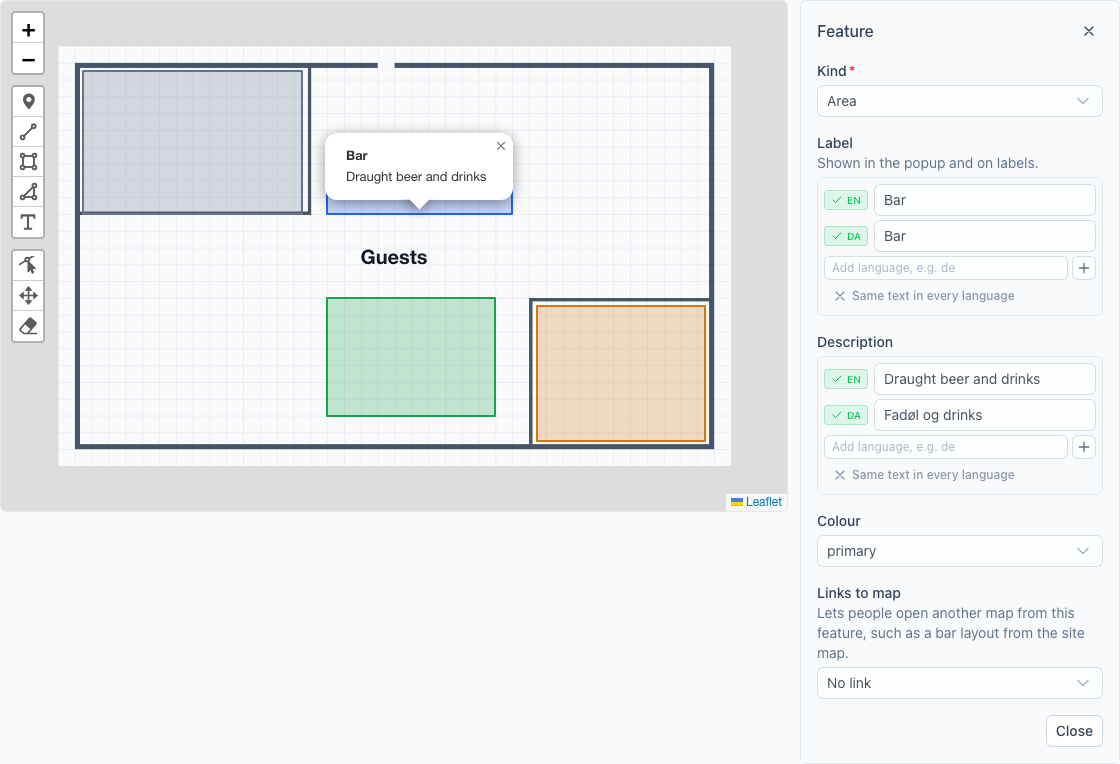 +
−
T
Bar
Draught beer and drinks
Guests
Leaflet
Feature
Kind *
Area
Label
Shown in the popup and on labels.
EN Bar
DA Bar
Add language, e.g. de
Same text in every language
Description
EN Draught beer and drinks
DA Fadøl og drinks
Add language, e.g. de
Same text in every language
Colour
primary
Links to map
Lets people open another map from this
feature, such as a bar layout from the site
map.
No link
Close